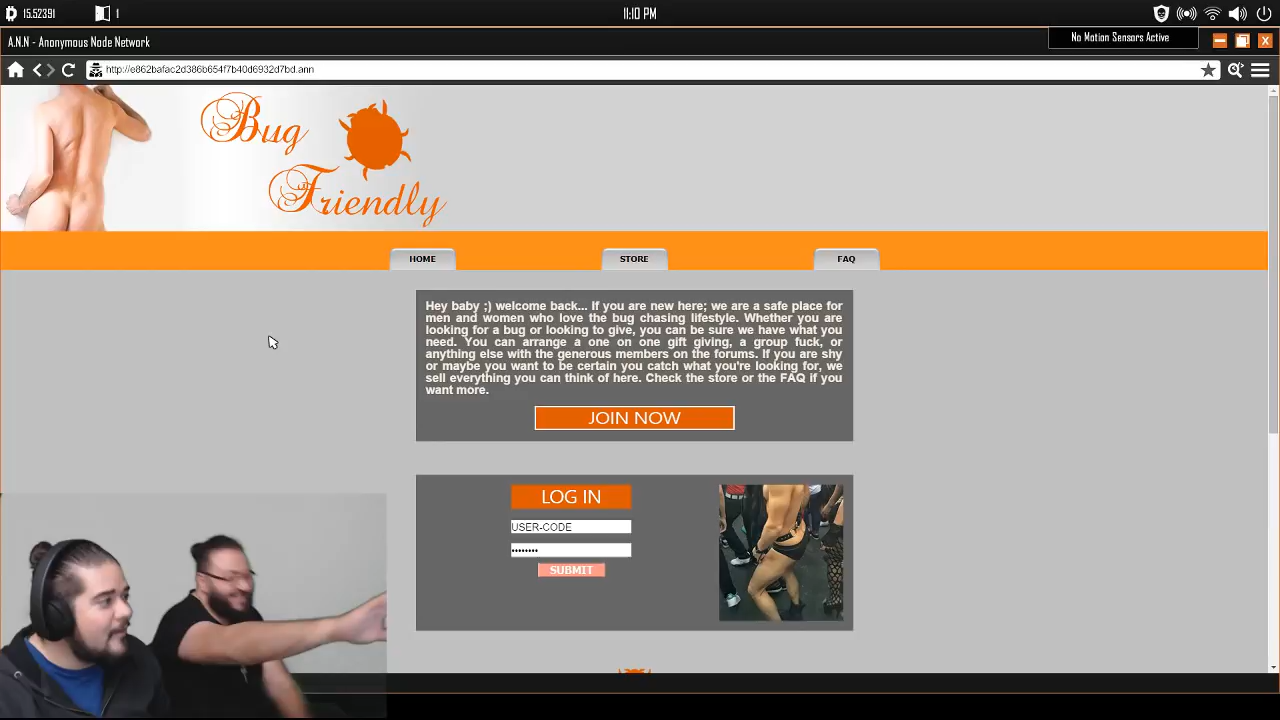 15.52391
1
11:10 PM
A.N.N - Anonymous Node Network
No Motion Sensors Active
http://e862bafac2d386b654f7b40d6932d7bd.ann
Bug
Friendly
HOME STORE FAQ
Hey baby ;) welcome back... If you are new here; we are a safe place for
men and women who love the bug chasing lifestyle. Whether you are
looking for a bug or looking to give, you can be sure we have what you
need. You can arrange a one on one gift giving, a group fuck, or
anything else with the generous members on the forums. If you are shy
or maybe you want to be certain you catch what you're looking for, we
sell everything you can think of here. Check the store or the FAQ if you
want more.
JOIN NOW
LOG IN
USER-CODE
••••••••
SUBMIT